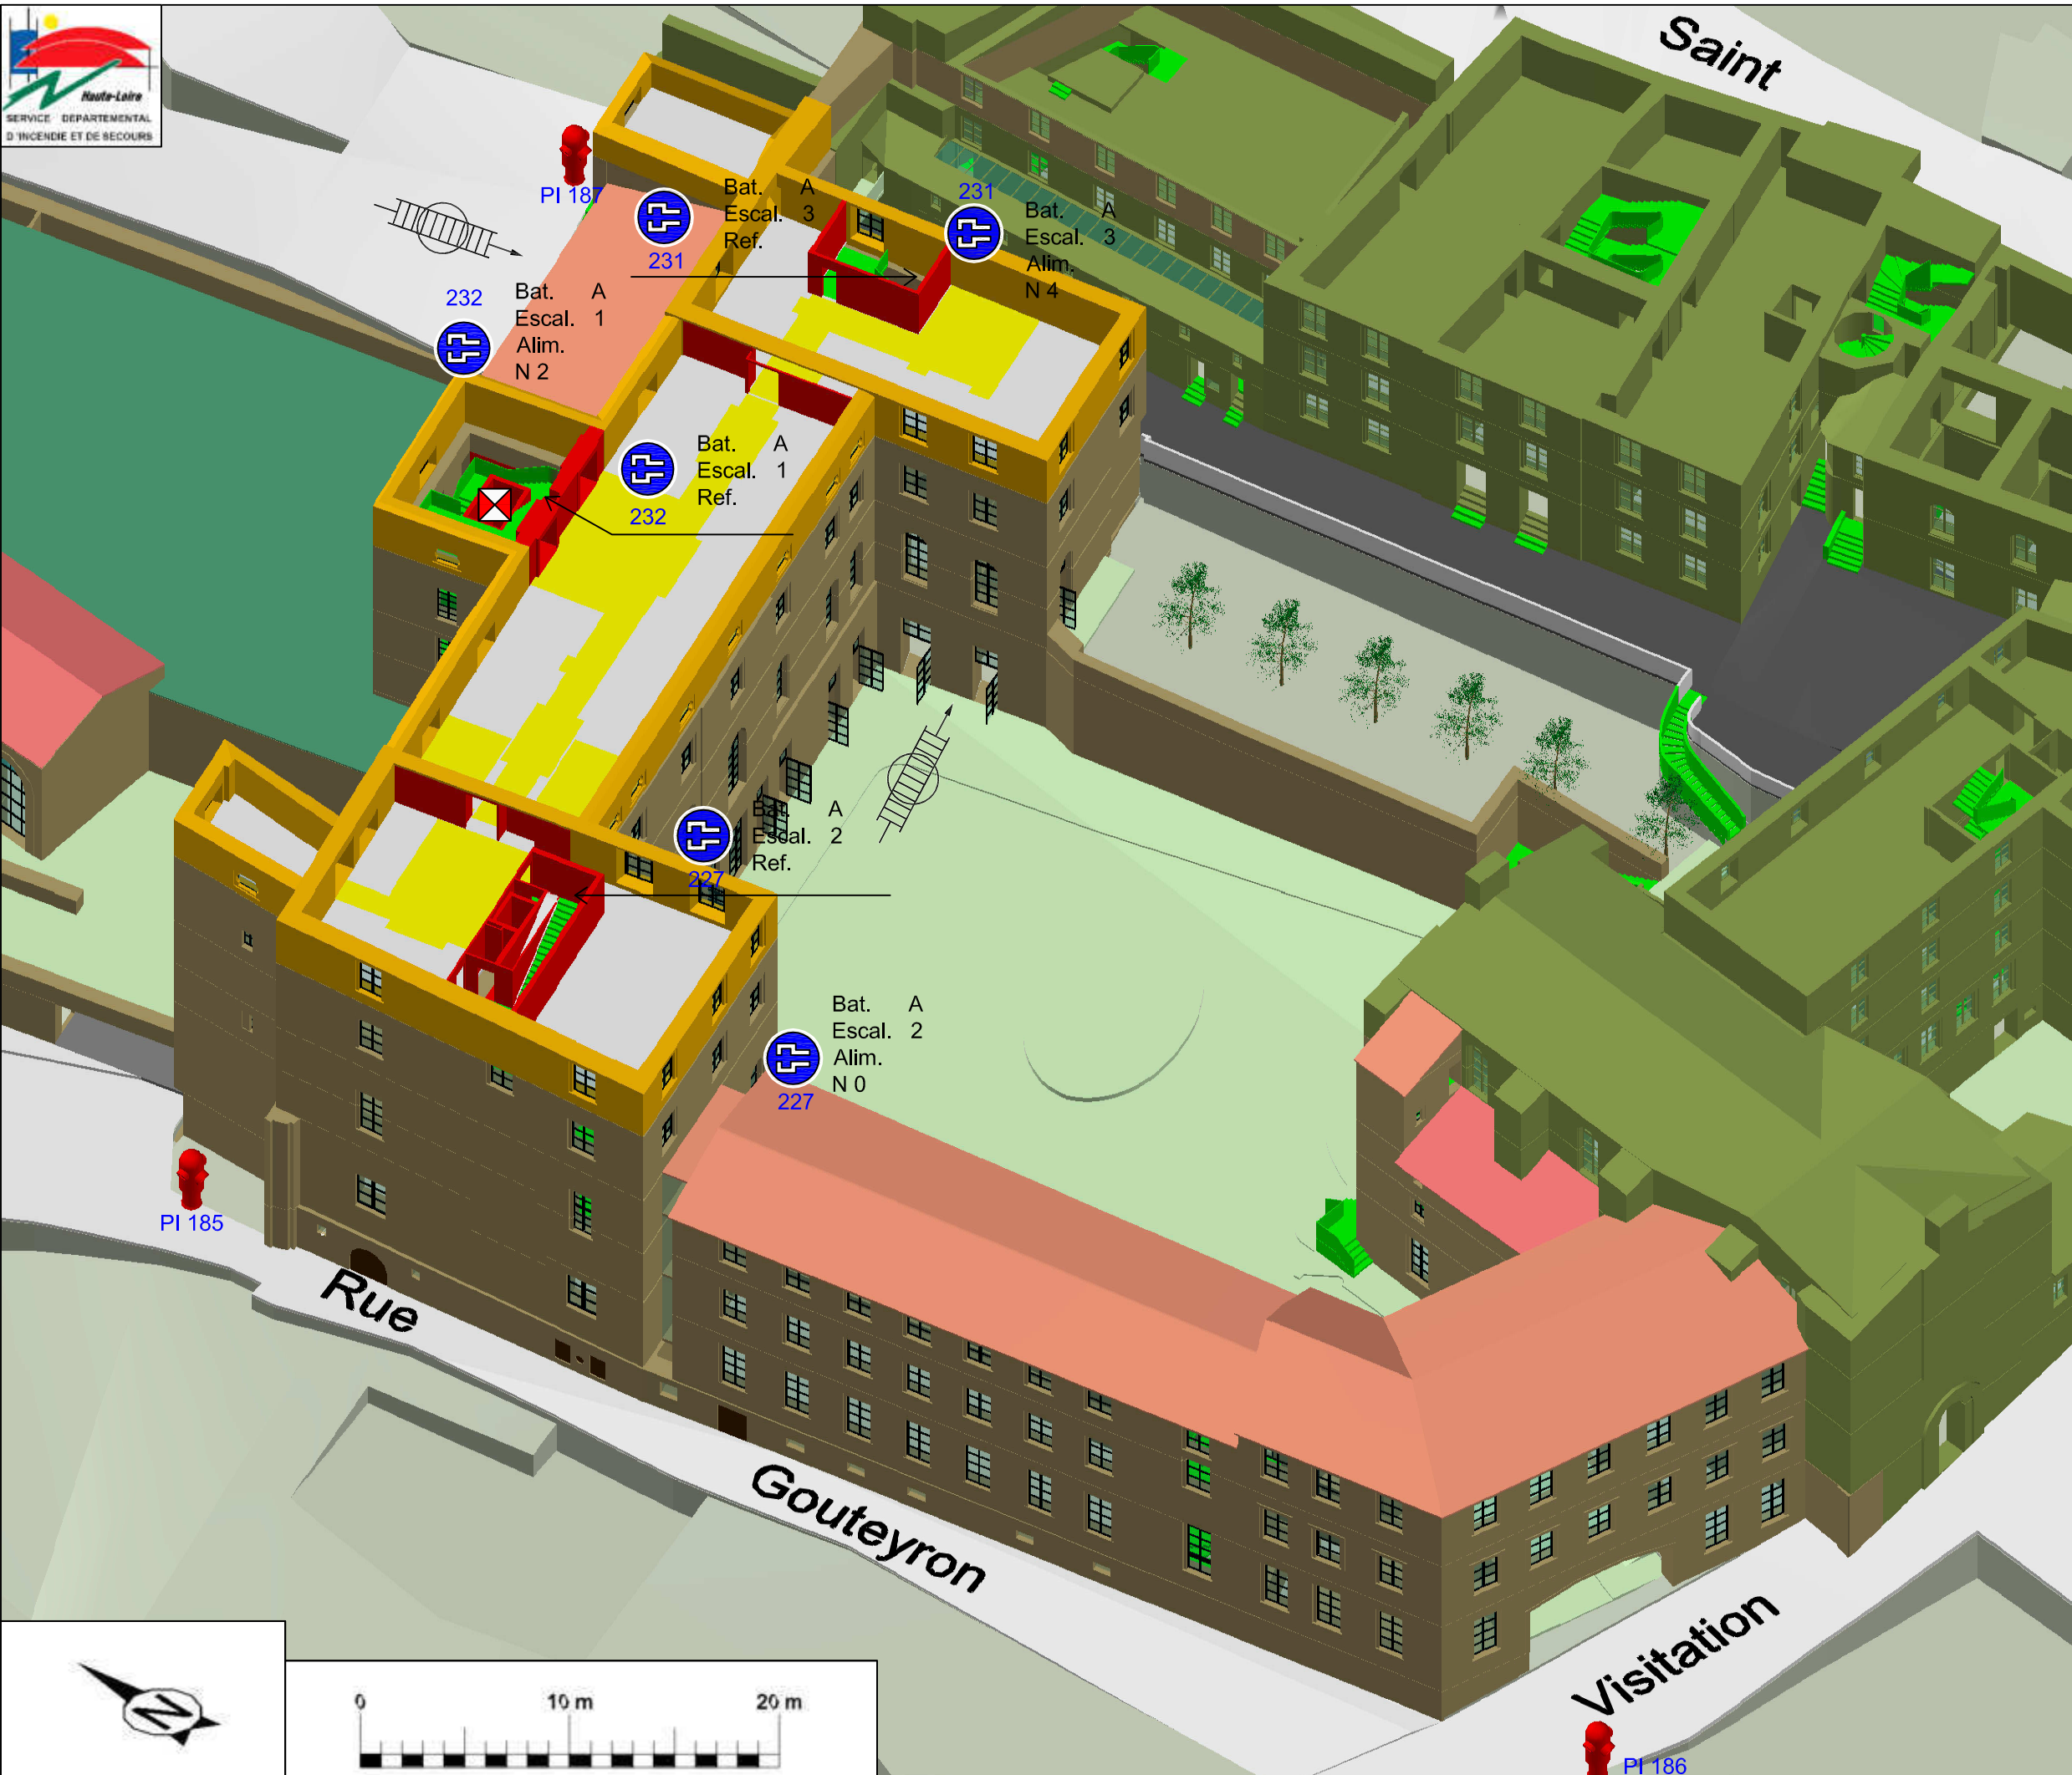 Haute-Loire
SERVICE DEPARTEMENTAL
D'INCENDIE ET DE SECOURS
Saint
PI 187
231
Bat. A
Escal. 3
Ref.
231
Bat. A
Escal. 3
Alim.
N 4
232
Bat. A
Escal. 1
Alim.
N 2
Bat. A
Escal. 1
Ref.
232
Bat. A
Escal. 2
Ref.
227
Bat. A
Escal. 2
Alim.
N 0
227
PI 185
Rue
Gouteyron
Visitation
PI 186
N
0 10 m 20 m